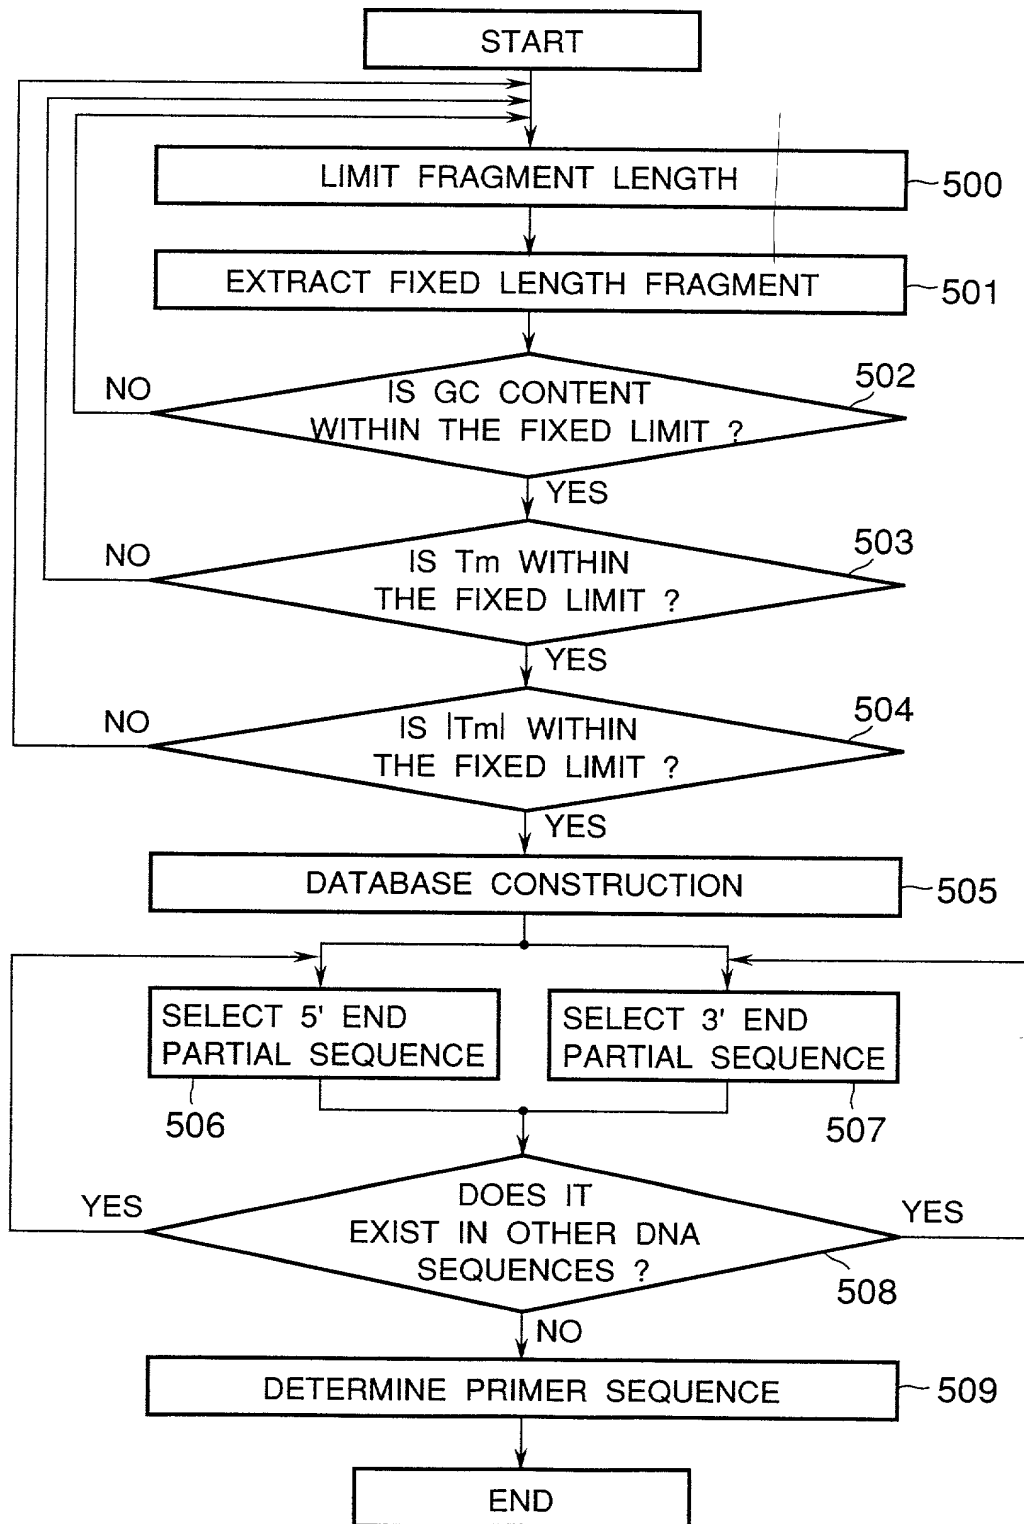 START
LIMIT FRAGMENT LENGTH
500
EXTRACT FIXED LENGTH FRAGMENT
501
502
NO
IS GC CONTENT
WITHIN THE FIXED LIMIT ?
YES
503
NO
IS Tm WITHIN
THE FIXED LIMIT ?
YES
504
NO
IS |Tm| WITHIN
THE FIXED LIMIT ?
YES
DATABASE CONSTRUCTION
505
SELECT 5' END
PARTIAL SEQUENCE
506
SELECT 3' END
PARTIAL SEQUENCE
507
YES
DOES IT
EXIST IN OTHER DNA
SEQUENCES ?
YES
508
NO
DETERMINE PRIMER SEQUENCE
509
END